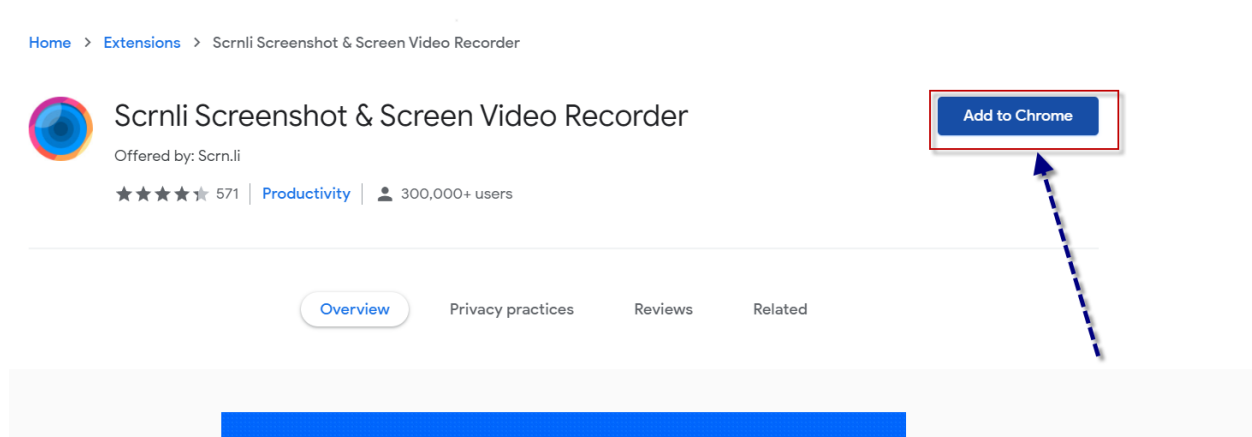 Home > Extensions > Scrnli Screenshot & Screen Video Recorder
Scrnli Screenshot & Screen Video Recorder
Add to Chrome
Offered by: Scrn.li
571 Productivity 300,000+ users
Overview Privacy practices Reviews Related